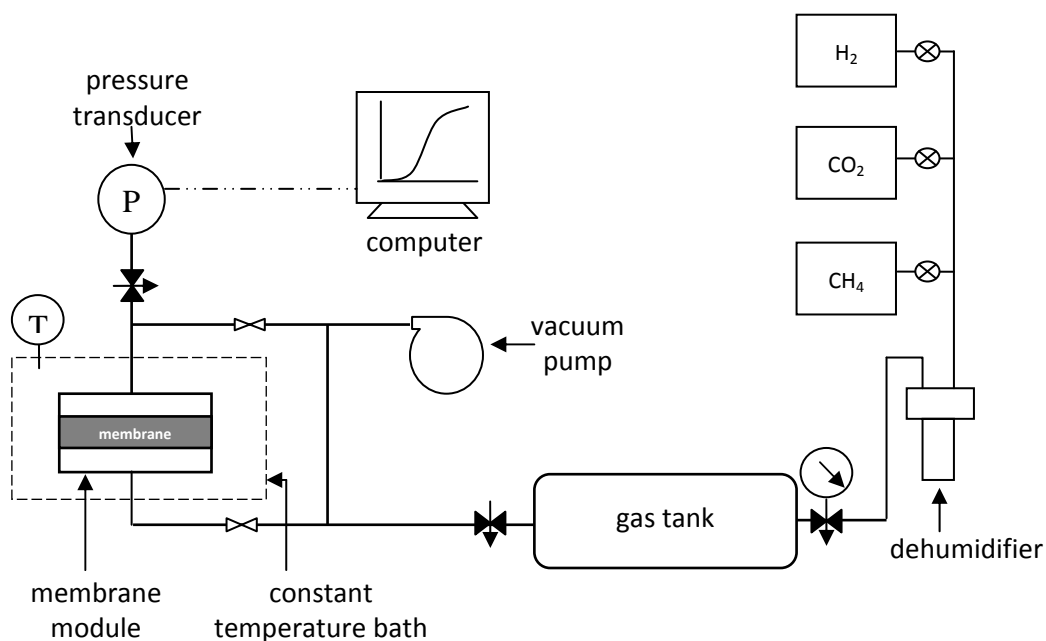 H₂
pressure
transducer
CO₂
P
computer
CH₄
T
vacuum
pump
membrane
gas tank
dehumidifier
membrane
module
constant
temperature bath